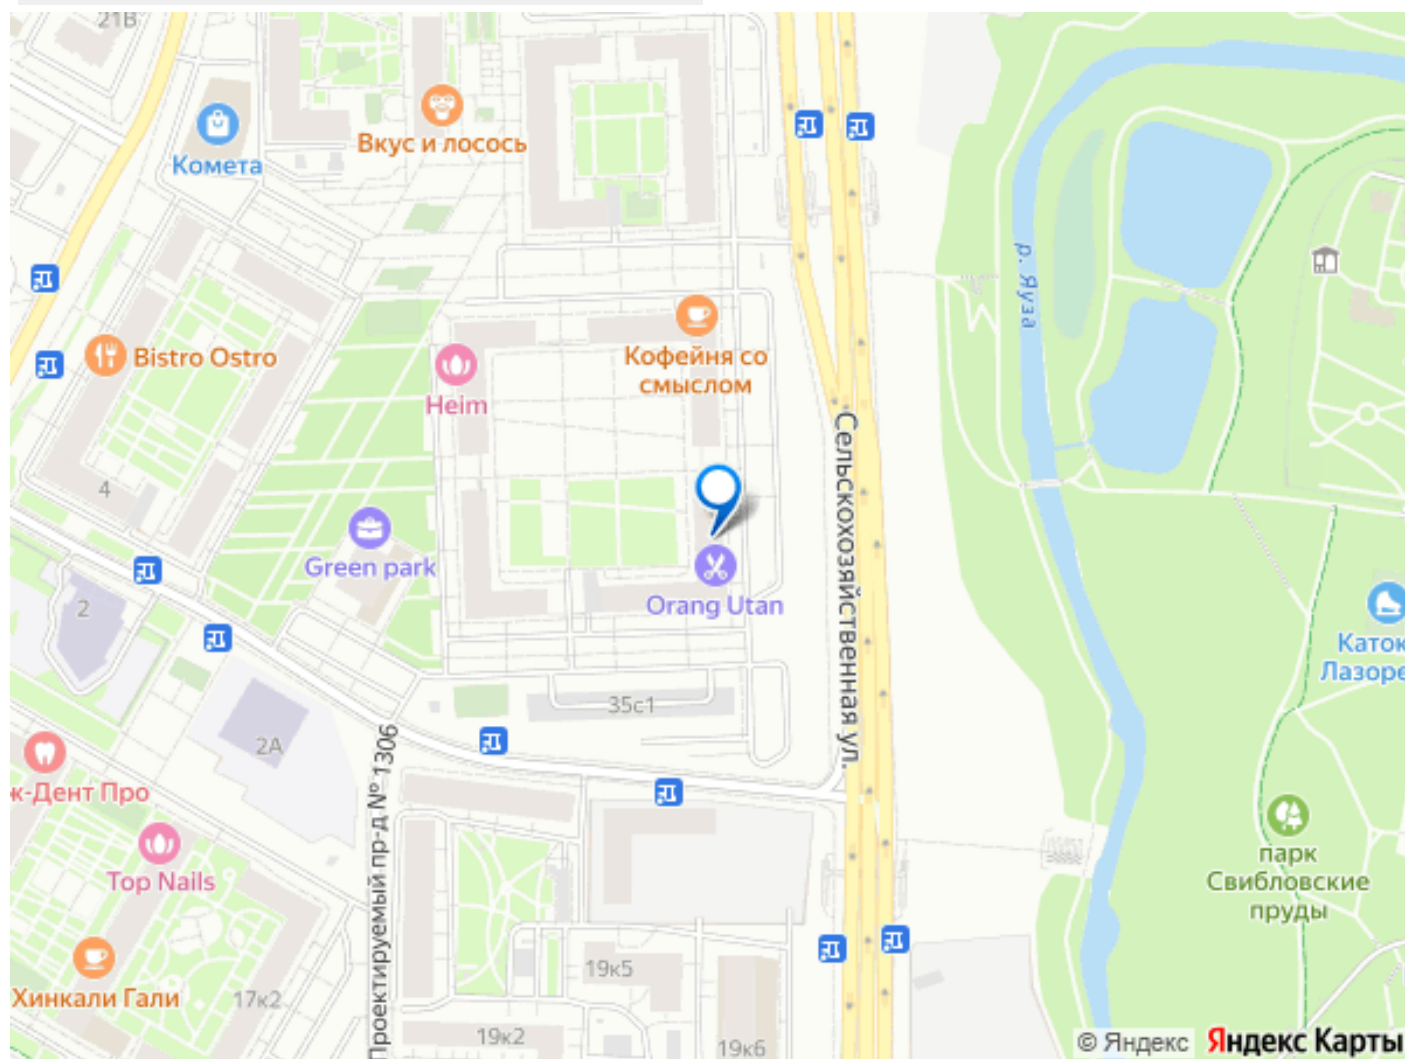 21В
Вкус и лосось
Комета
р. Яуза
Bistro Ostro
Кофейня со
смыслом
Heim
Сельскохозяйственная ул.
4
Green park
Orang Utan
2
Каток
Лазоре
35с1
2А
Проектируемый пр-д № 1306
ж-Дент Про
Top Nails
парк
Свибловские
пруды
Хинкали Гали
17к2
19к5
19к2
19к6
© Яндекс Яндекс Карты